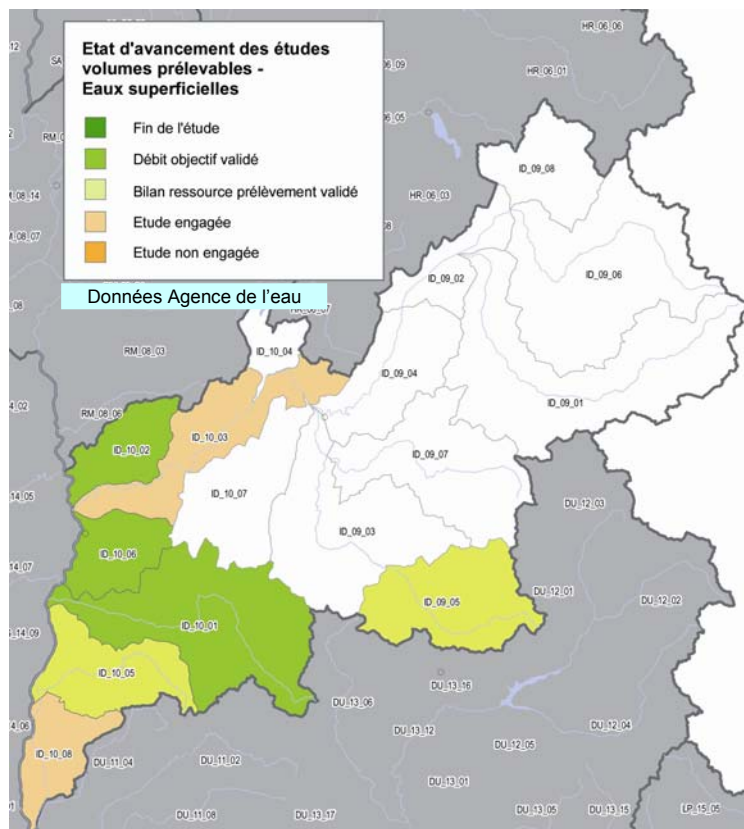 Etat d'avancement des études
volumes prélevables -
Eaux superficielles
Fin de l'étude
Débit objectif validé
Bilan ressource prélèvement validé
Etude engagée
Etude non engagée
Données Agence de l'eau
HR_06_06
HR_06_01
HR_06_03
ID_09_08
ID_09_06
ID_09_02
ID_09_04
ID_09_01
ID_10_04
RM_08_03
RM_08_06
ID_10_02
ID_10_03
ID_10_07
ID_09_07
ID_09_03
DU_12_03
ID_10_06
ID_09_05
DU_12_01
DU_12_02
ID_10_01
ID_10_05
DU_13_16
DU_13_06
DU_13_12
DU_12_04
DU_12_05
ID_10_08
DU_11_04
DU_11_02
DU_13_01
DU_11_08
DU_13_17
DU_13_05
DU_13_15
LP_15_05